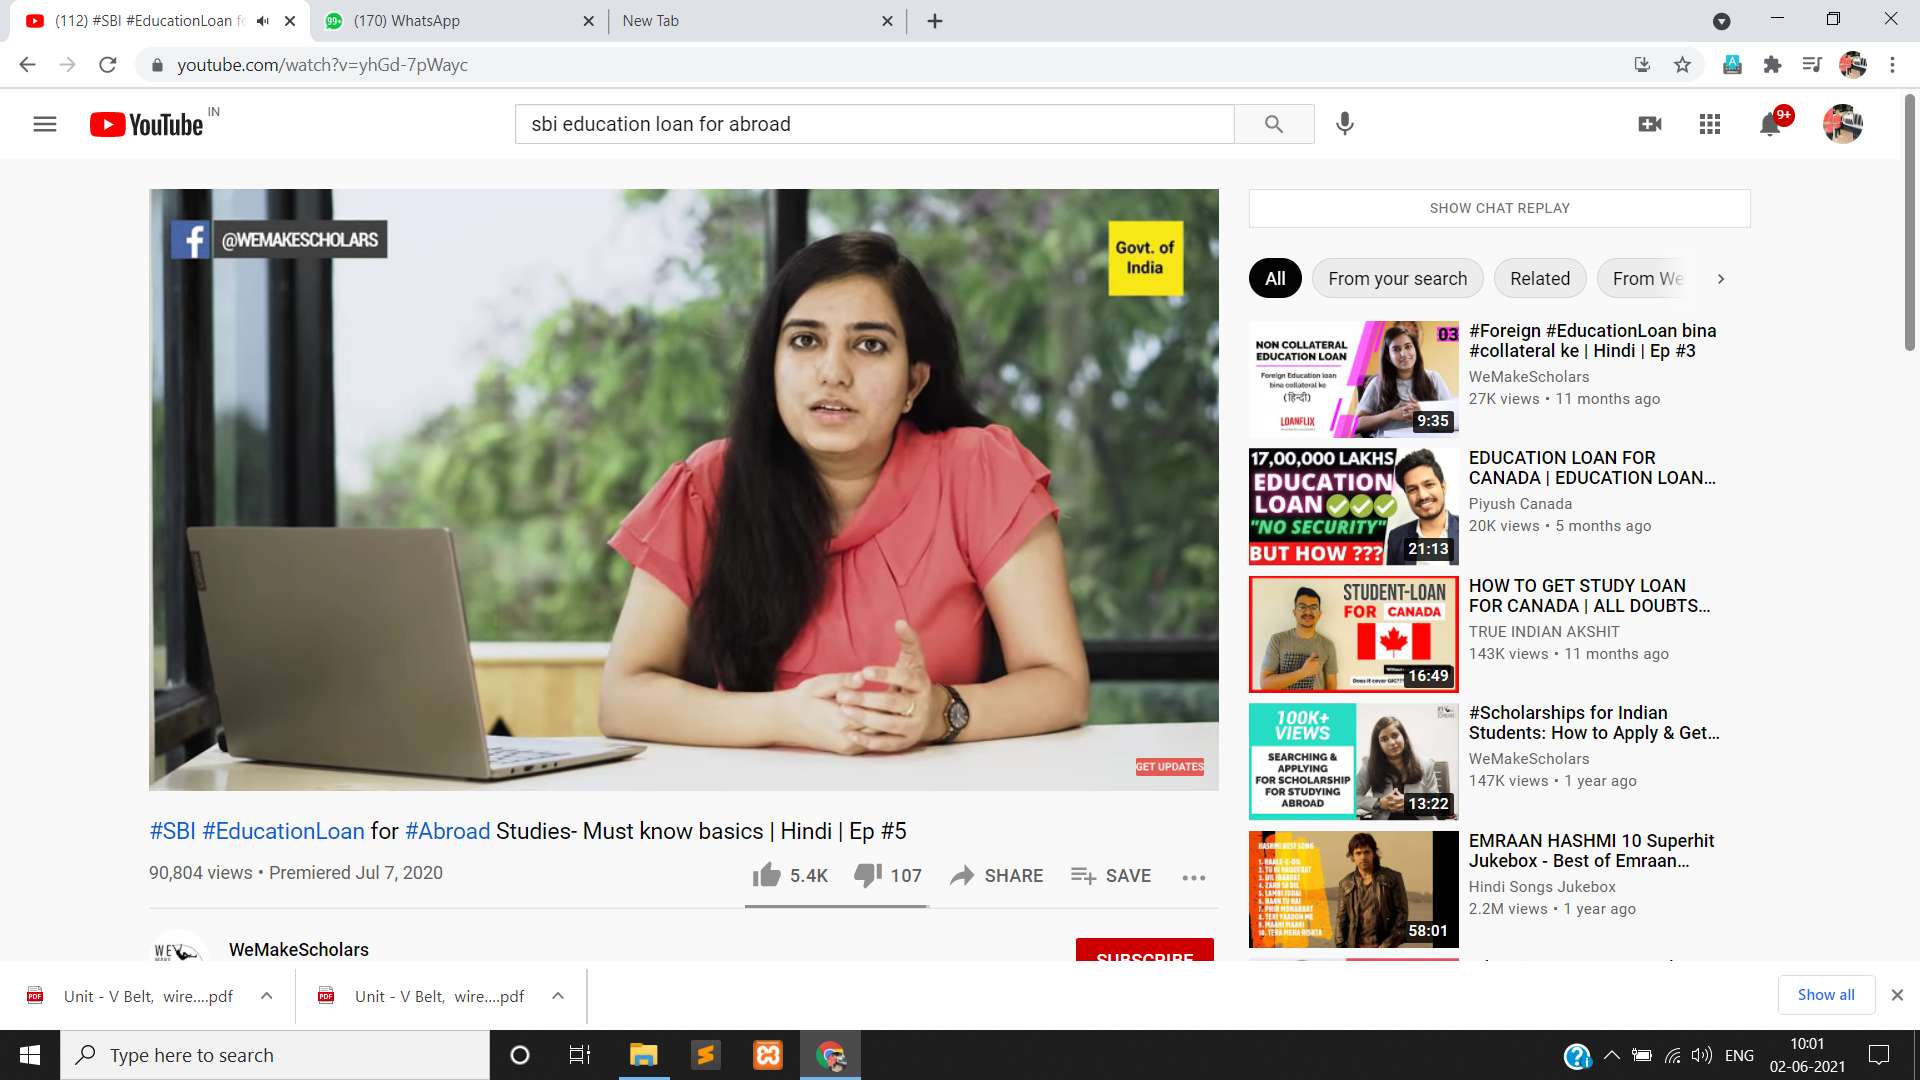 (112) #SBI #EducationLoan f
(170) WhatsApp
New Tab
youtube.com/watch?v=yhGd-7pWayc
YouTube IN
sbi education loan for abroad
9+
@WEMAKESCHOLARS
Govt. of
India
GET UPDATES
#SBI #EducationLoan for #Abroad Studies- Must know basics | Hindi | Ep #5
90,804 views • Premiered Jul 7, 2020
5.4K
107
SHARE
SAVE
WeMakeScholars
SUBSCRIBE
SHOW CHAT REPLAY
All
From your search
Related
From We
NON COLLATERAL
EDUCATION LOAN
Foreign Education loan
bina collateral ke
(हिन्दी)
LOANFLIX
03
9:35
#Foreign #EducationLoan bina
#collateral ke | Hindi | Ep #3
WeMakeScholars
27K views • 11 months ago
17,00,000 LAKHS
EDUCATION
LOAN
"NO SECURITY"
BUT HOW ???
21:13
EDUCATION LOAN FOR
CANADA | EDUCATION LOAN...
Piyush Canada
20K views • 5 months ago
STUDENT-LOAN
FOR CANADA
Does it cover GIC??
16:49
HOW TO GET STUDY LOAN
FOR CANADA | ALL DOUBTS...
TRUE INDIAN AKSHIT
143K views • 11 months ago
100K+
VIEWS
SEARCHING &
APPLYING
FOR SCHOLARSHIP
FOR STUDYING
ABROAD
13:22
#Scholarships for Indian
Students: How to Apply & Get...
WeMakeScholars
147K views • 1 year ago
HASHMI BEST SONG
58:01
EMRAAN HASHMI 10 Superhit
Jukebox - Best of Emraan...
Hindi Songs Jukebox
2.2M views • 1 year ago
Unit - V Belt, wire....pdf
Unit - V Belt, wire....pdf
Show all
Type here to search
ENG
10:01
02-06-2021